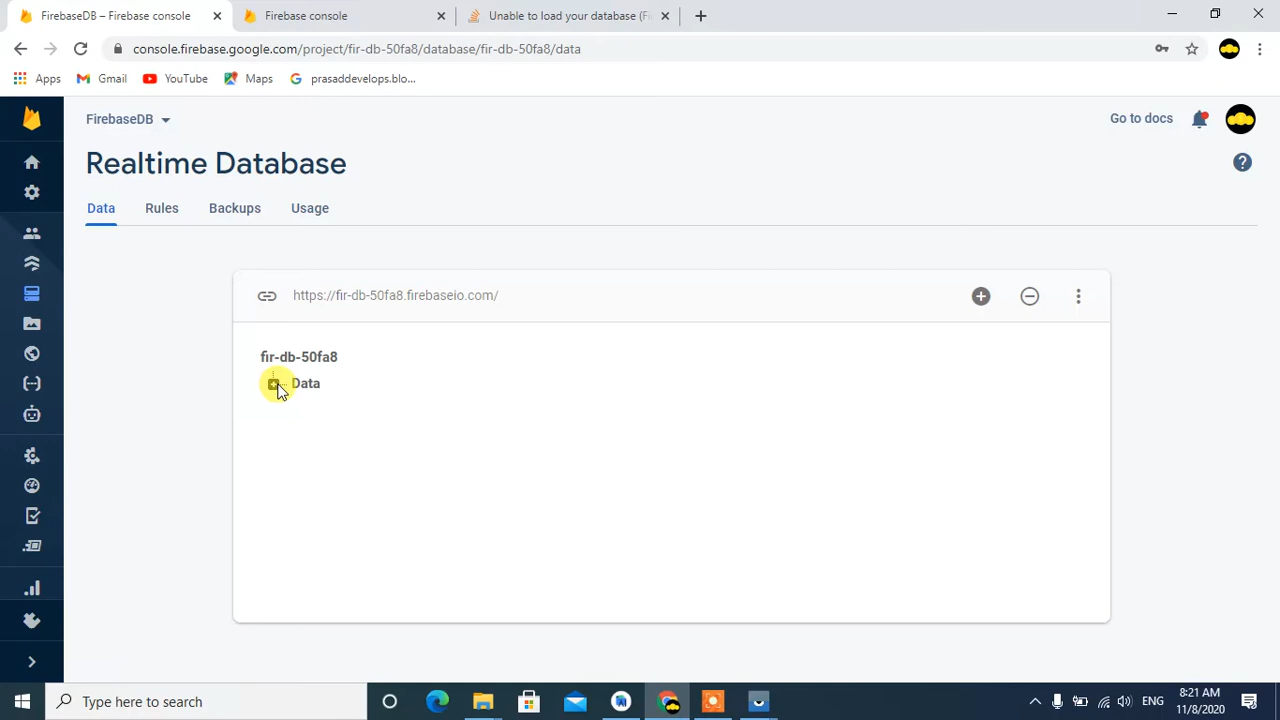 FirebaseDB – Firebase console
Firebase console
Unable to load your database (Fi
console.firebase.google.com/project/fir-db-50fa8/database/fir-db-50fa8/data
Apps
Gmail
YouTube
Maps
prasaddevelops.blo...
FirebaseDB
Go to docs
Realtime Database
Data
Rules
Backups
Usage
https://fir-db-50fa8.firebaseio.com/
fir-db-50fa8
Data
Type here to search
ENG
8:21 AM
11/8/2020